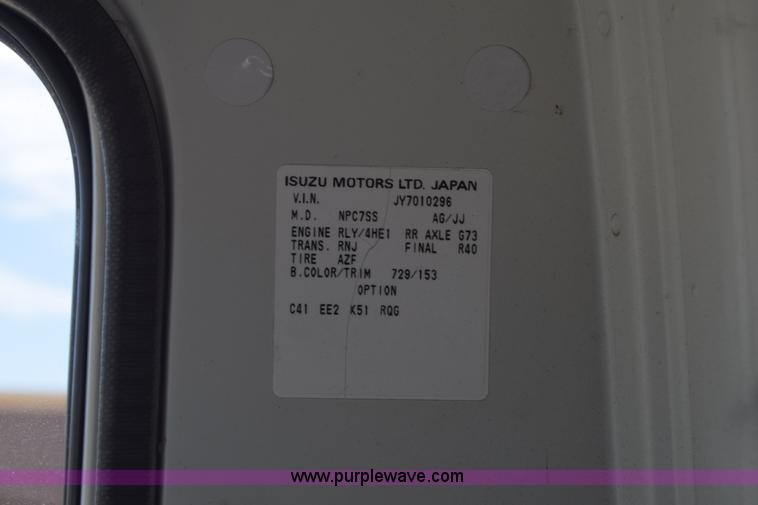 ISUZU MOTORS LTD. JAPAN
V.I.N. JY7010296
M.D. NPC7SS AG/JJ
ENGINE RLY/4HE1 RR AXLE G73
TRANS. RNJ FINAL R40
TIRE AZF
B.COLOR/TRIM 729/153
OPTION
C41 EE2 K51 RQG
www.purplewave.com